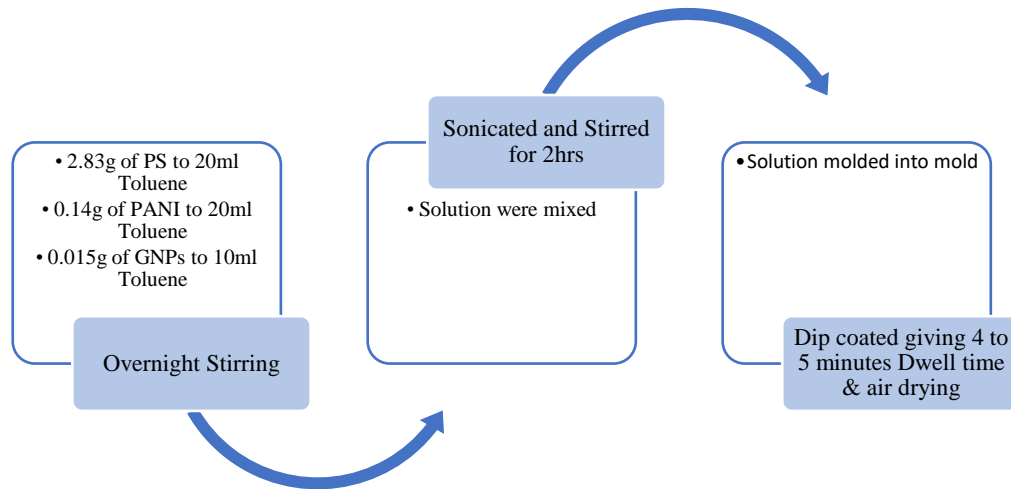 • 2.83g of PS to 20ml
Toluene
• 0.14g of PANI to 20ml
Toluene
• 0.015g of GNPs to 10ml
Toluene
Overnight Stirring
Sonicated and Stirred
for 2hrs
• Solution were mixed
• Solution molded into mold
Dip coated giving 4 to
5 minutes Dwell time
& air drying